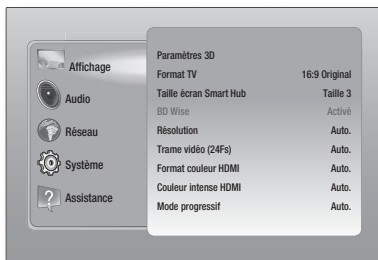 Affichage
Audio
Réseau
Système
Assistance
Paramètres 3D
Format TV 16:9 Original
Taille écran Smart Hub Taille 3
BD Wise Activé
Résolution Auto.
Trame vidéo (24Fs) Auto.
Format couleur HDMI Auto.
Couleur intense HDMI Auto.
Mode progressif Auto.